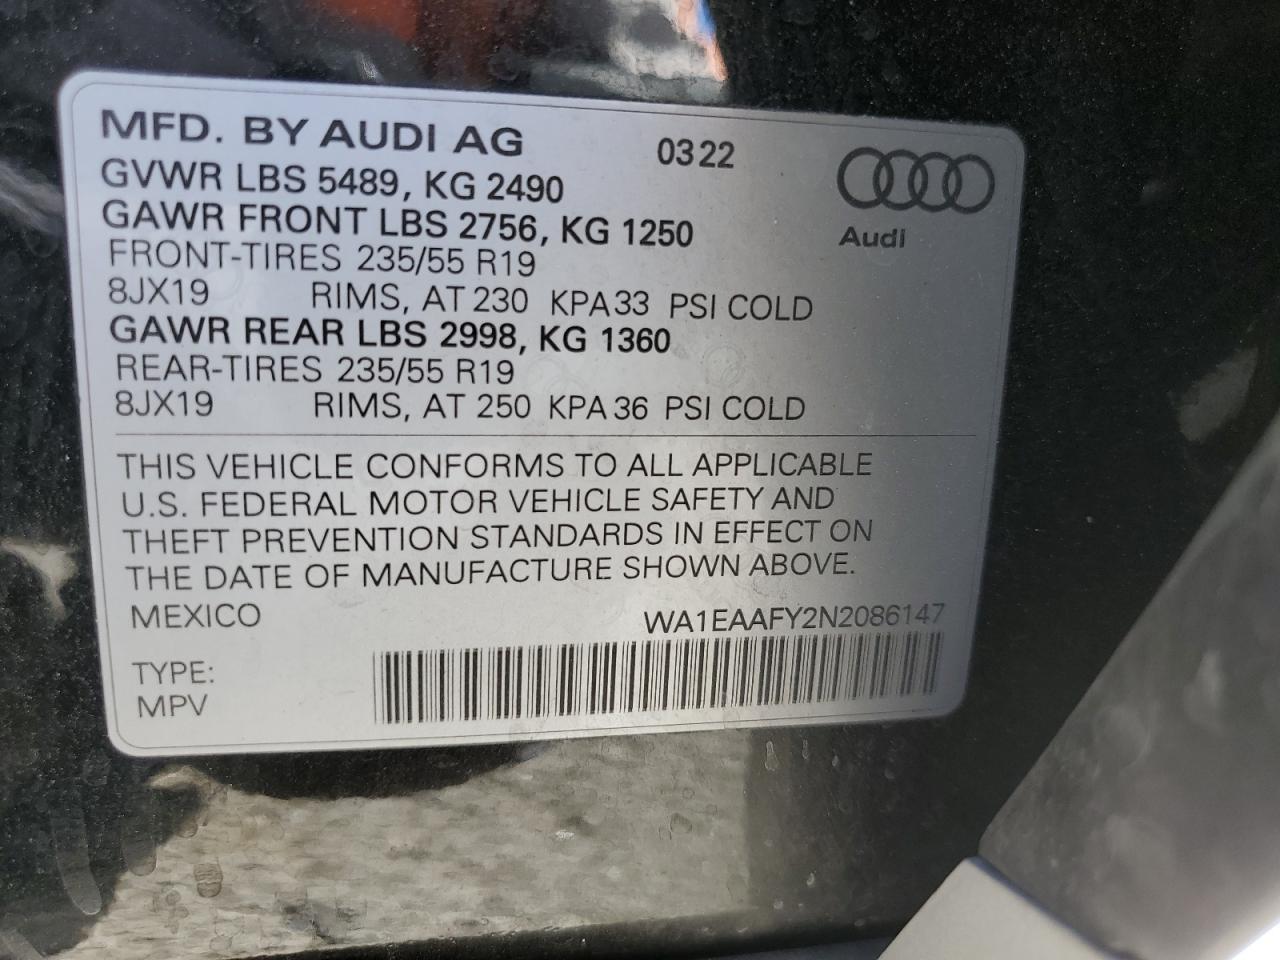 MFD. BY AUDI AG 0322
GVWR LBS 5489, KG 2490
GAWR FRONT LBS 2756, KG 1250
Audi
FRONT-TIRES 235/55 R19
8JX19 RIMS, AT 230 KPA33 PSI COLD
GAWR REAR LBS 2998, KG 1360
REAR-TIRES 235/55 R19
8JX19 RIMS, AT 250 KPA 36 PSI COLD
THIS VEHICLE CONFORMS TO ALL APPLICABLE
U.S. FEDERAL MOTOR VEHICLE SAFETY AND
THEFT PREVENTION STANDARDS IN EFFECT ON
THE DATE OF MANUFACTURE SHOWN ABOVE.
MEXICO WA1EAAFY2N2086147
TYPE:
MPV